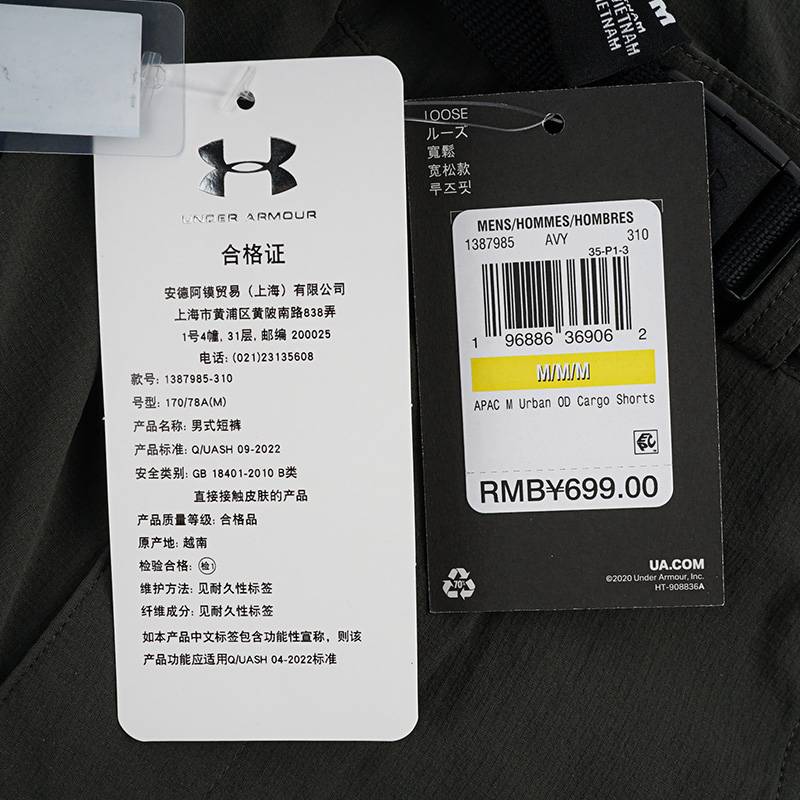 UNDER ARMOUR
合格证
安德阿镆贸易（上海）有限公司
上海市黄浦区黄陂南路838弄
1号4幢, 31层, 邮编 200025
电话: (021)23135608
款号: 1387985-310
号型: 170/78A(M)
产品名称: 男式短裤
产品标准: Q/UASH 09-2022
安全类别: GB 18401-2010 B类
直接接触皮肤的产品
产品质量等级: 合格品
原产地: 越南
检验合格: 检1
维护方法: 见耐久性标签
纤维成分: 见耐久性标签
如本产品中文标签包含功能性宣称，则该
产品功能应适用Q/UASH 04-2022标准
VIETNAM
LOOSE
ルーズ
寬鬆
宽松款
루즈핏
MENS/HOMMES/HOMBRES
1387985 AVY 310
35-P1-3
1 96886 36906 2
M/M/M
APAC M Urban OD Cargo Shorts
RMB¥699.00
70%
UA.COM
©2020 Under Armour, Inc.
HT-908836A